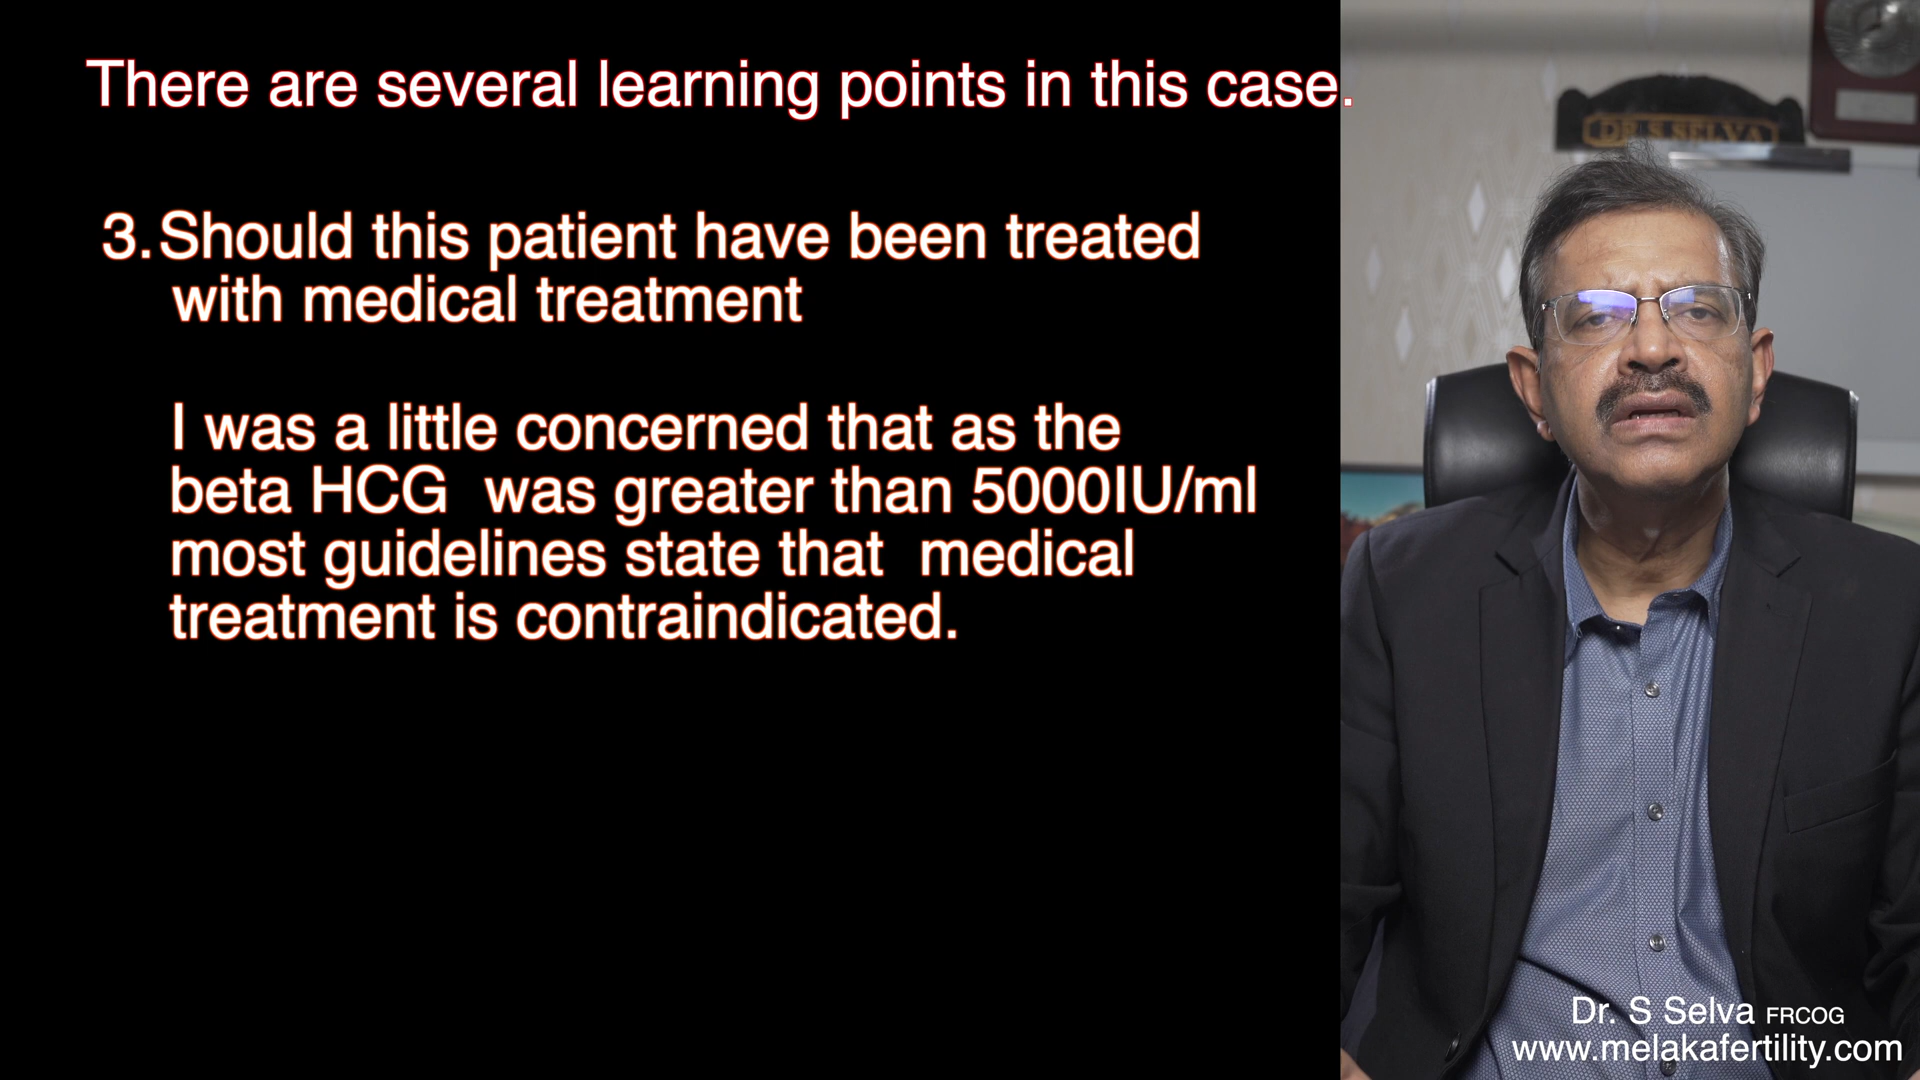 There are several learning points in this case.
3. Should this patient have been treated
with medical treatment
I was a little concerned that as the
beta HCG was greater than 5000IU/ml
most guidelines state that medical
treatment is contraindicated.
DR S SELVA
Dr. S Selva FRCOG
www.melakafertility.com